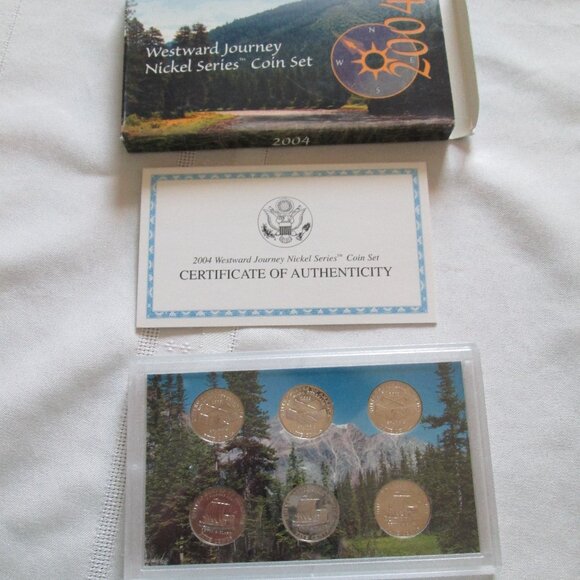 Westward Journey
Nickel Series™ Coin Set
N
W
E
S
2004
2004
2004 Westward Journey Nickel Series™ Coin Set
CERTIFICATE OF AUTHENTICITY